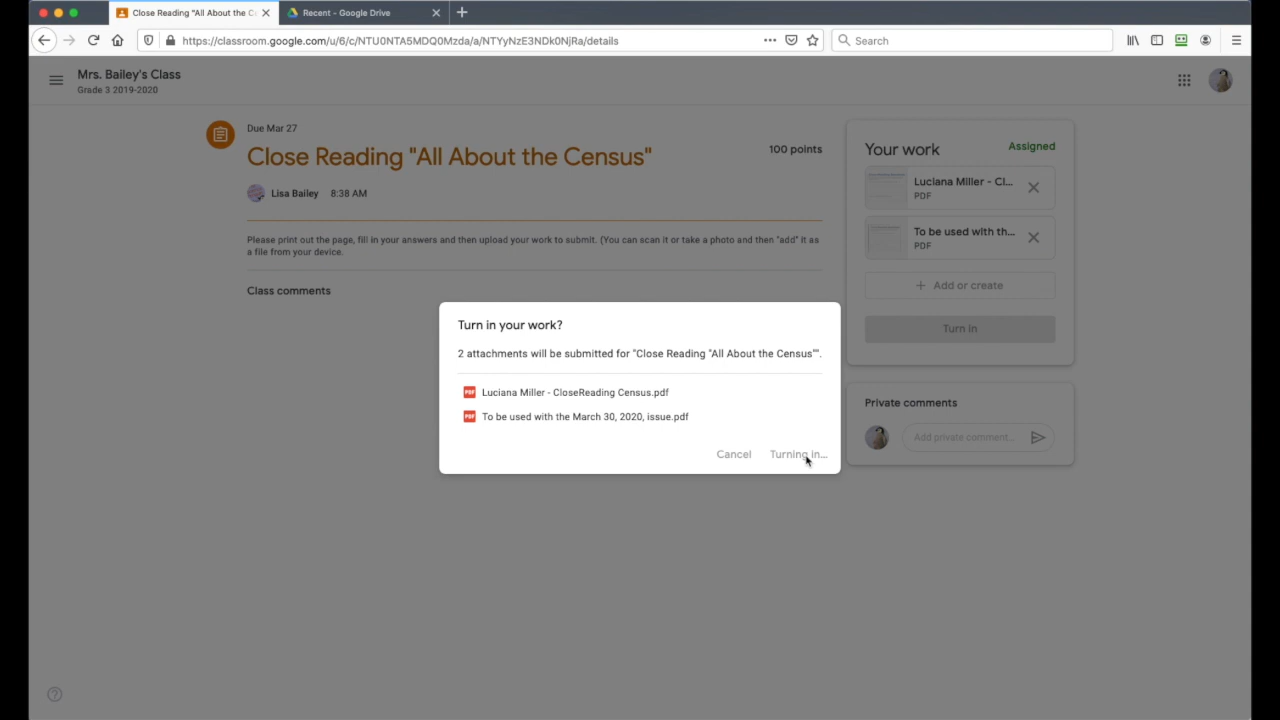 Close Reading "All About the C
Recent - Google Drive
https://classroom.google.com/u/6/c/NTU0NTA5MDQ0Mzda/a/NTYyNzE3NDk0NjRa/details
Search
Mrs. Bailey's Class
Grade 3 2019-2020
Due Mar 27
Close Reading "All About the Census"
100 points
Lisa Bailey 8:38 AM
Please print out the page, fill in your answers and then upload your work to submit. (You can scan it or take a photo and then "add" it as
a file from your device.
Class comments
Your work
Assigned
Luciana Miller - Cl...
PDF
To be used with th...
PDF
+ Add or create
Turn in
Private comments
Add private comment...
Turn in your work?
2 attachments will be submitted for "Close Reading "All About the Census"".
PDF Luciana Miller - CloseReading Census.pdf
PDF To be used with the March 30, 2020, issue.pdf
Cancel
Turning in...